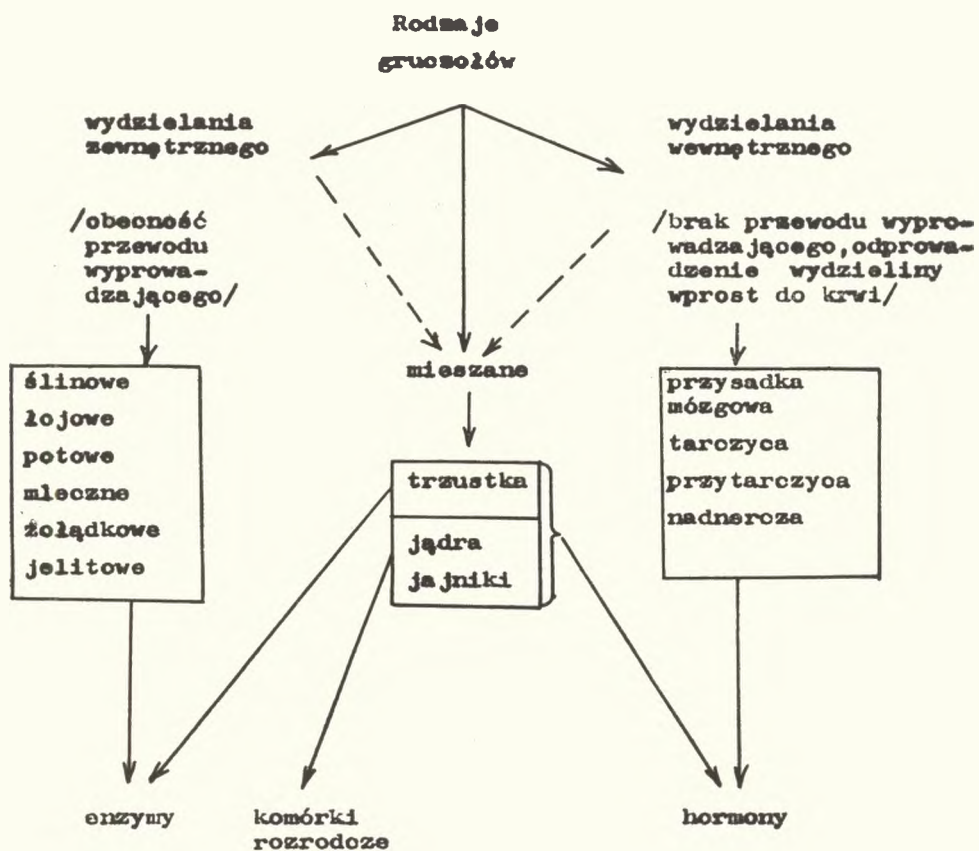 Rodzaje
gruczołów
wydzielania
zewnętrznego
wydzielania
wewnętrznego
/obecność
przewodu
wyprowa-
dzającego/
/brak przewodu wypro-
wadzającego,odprowa-
dzenie wydzieliny
wprost do krwi/
mieszane
ślinowe
łojowe
potowe
mleczne
żołądkowe
jelitowe
trzustka
jądra
jajniki
przysadka
mózgowa
tarczyca
przytarczyca
nadnercza
enzymy
komórki
rozrodcze
hormony